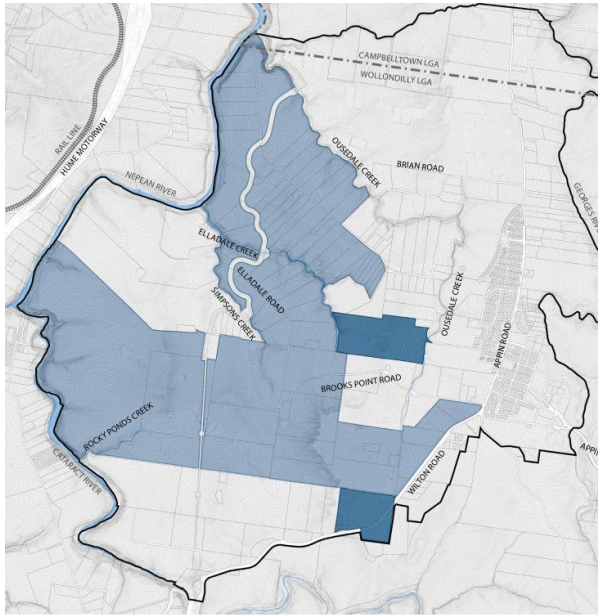 CAMPBELLTOWN LGA
WOLLONDILLY LGA
RAIL LINE
HUME MOTORWAY
OUSEDALE CREEK
BRIAN ROAD
NEPEAN RIVER
GEORGES RIV
ELLADALE CREEK
ELLADALE ROAD
SIMPSONS CREEK
OUSEDALE CREEK
APPIN ROAD
BROOKS POINT ROAD
ROCKY PONDS CREEK
WILTON ROAD
APPIN
CATARACT RIVER